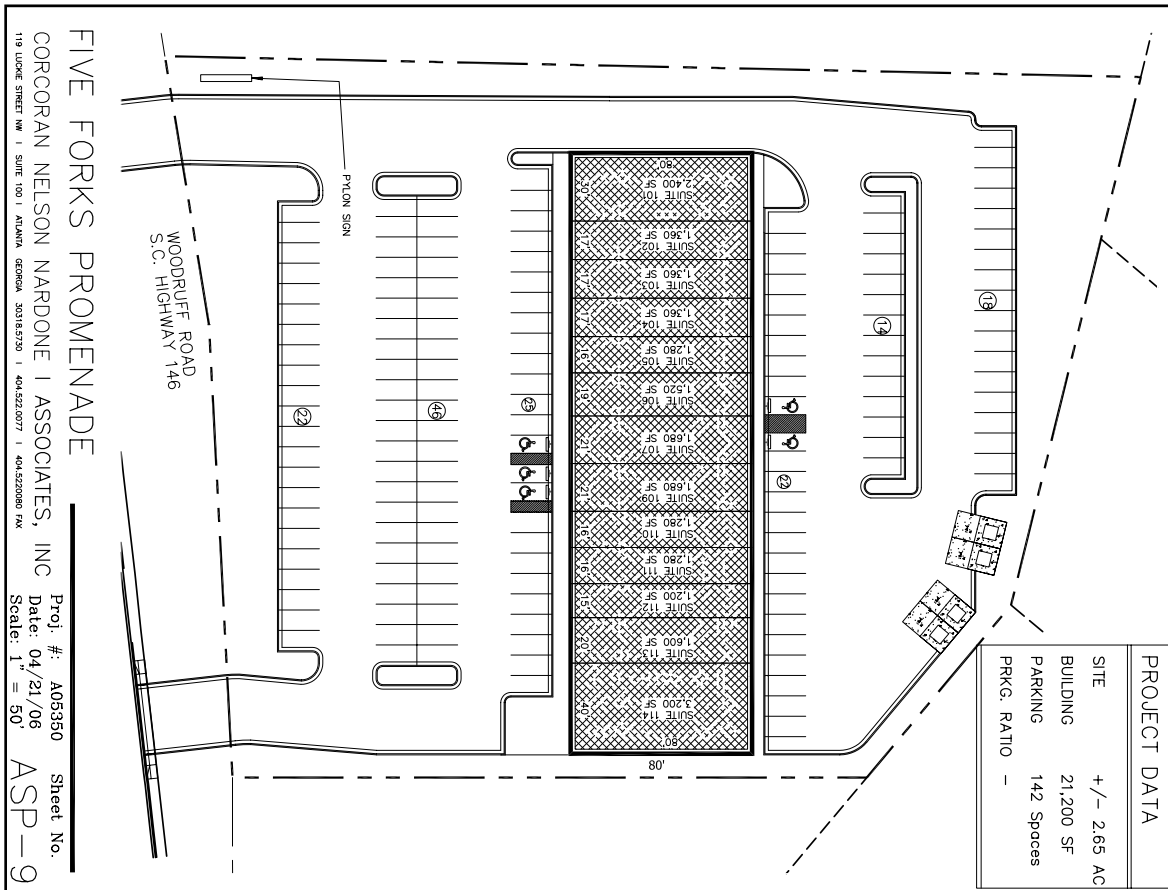 PROJECT DATA
SITE +/- 2.65 AC
BUILDING 21,200 SF
PARKING 142 Spaces
PRKG. RATIO -
18
14
22
80'
30'
SUITE 101
2,400 SF
17'
SUITE 102
1,360 SF
17'
SUITE 103
1,360 SF
17'
SUITE 104
1,360 SF
16'
SUITE 105
1,280 SF
19'
SUITE 106
1,520 SF
21'
SUITE 107
1,680 SF
21'
SUITE 109
1,680 SF
16'
SUITE 110
1,280 SF
16'
SUITE 111
1,280 SF
15'
SUITE 112
1,200 SF
20'
SUITE 113
1,600 SF
40'
SUITE 114
3,200 SF
80'
80'
25
46
22
PYLON SIGN
WOODRUFF ROAD
S.C. HIGHWAY 146
FIVE FORKS PROMENADE
CORCORAN NELSON NARDONE I ASSOCIATES, INC
119 LUCKIE STREET NW I SUITE 100 I ATLANTA GEORGIA 30318.5730 I 404.522.0077 I 404.5220080 FAX
Proj. #: A05350
Date: 04/21/06
Scale: 1" = 50'
Sheet No.
ASP-9